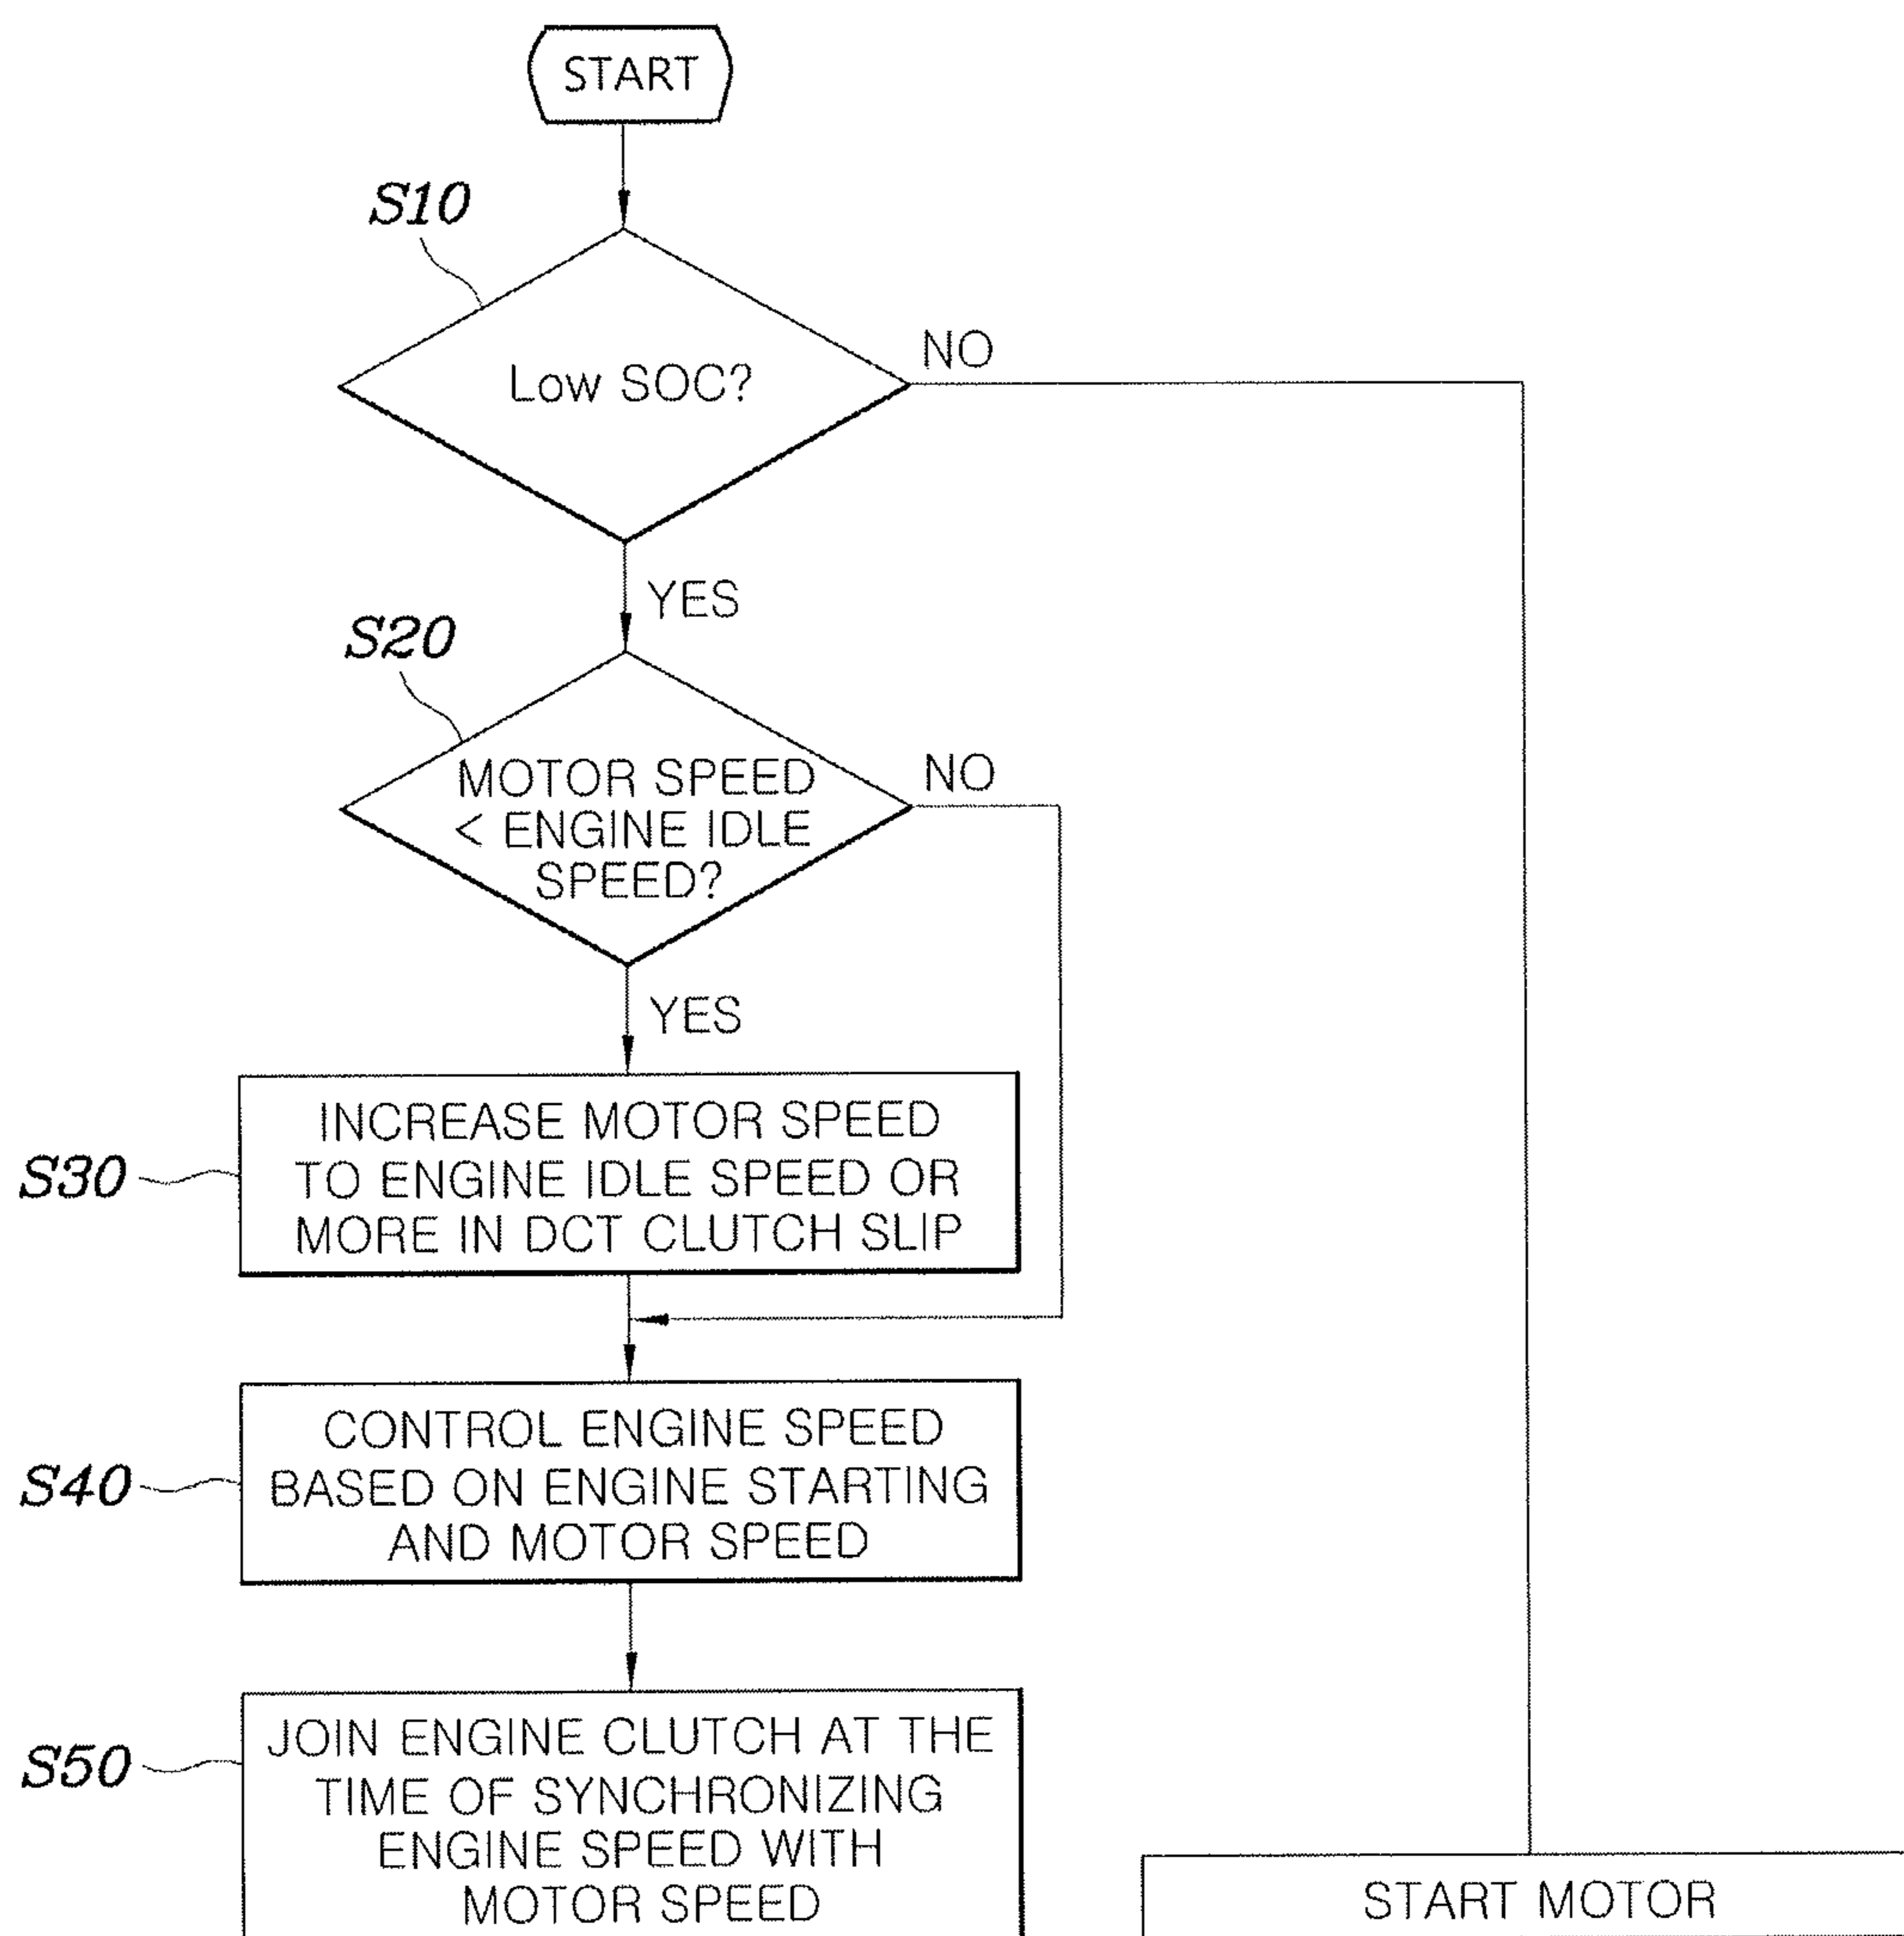 START
S10
Low SOC?
NO
YES
S20
MOTOR SPEED
< ENGINE IDLE
SPEED?
NO
YES
S30
INCREASE MOTOR SPEED
TO ENGINE IDLE SPEED OR
MORE IN DCT CLUTCH SLIP
S40
CONTROL ENGINE SPEED
BASED ON ENGINE STARTING
AND MOTOR SPEED
S50
JOIN ENGINE CLUTCH AT THE
TIME OF SYNCHRONIZING
ENGINE SPEED WITH
MOTOR SPEED
START MOTOR